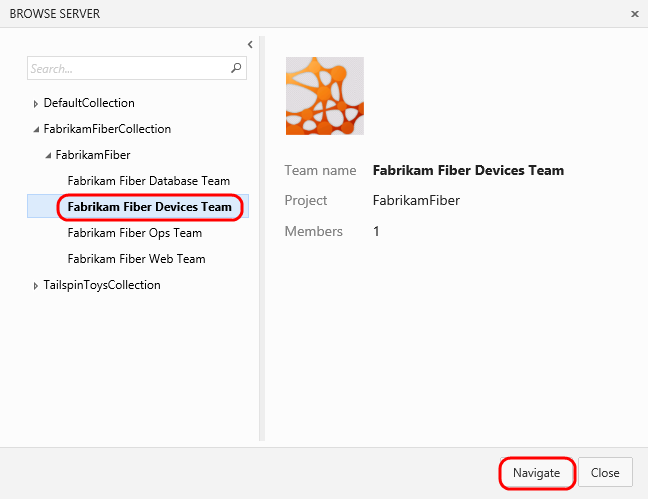 BROWSE SERVER
Search...
DefaultCollection
FabrikamFiberCollection
FabrikamFiber
Fabrikam Fiber Database Team
Fabrikam Fiber Devices Team
Fabrikam Fiber Ops Team
Fabrikam Fiber Web Team
TailspinToysCollection
Team name Fabrikam Fiber Devices Team
Project FabrikamFiber
Members 1
Navigate Close